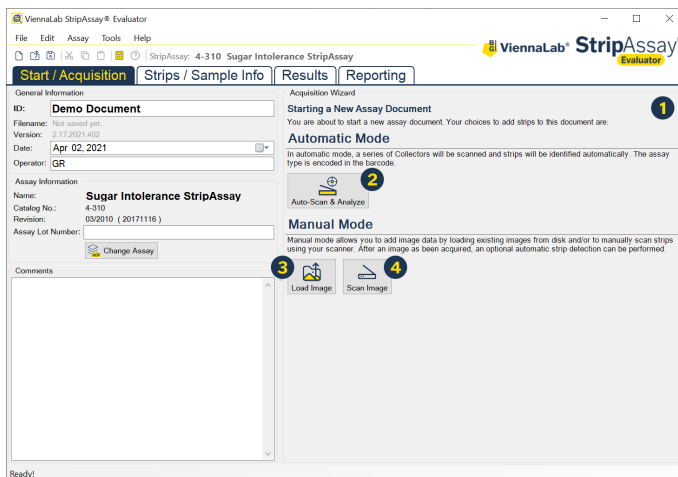 ViennaLab StripAssay® Evaluator
File Edit Assay Tools Help
StripAssay: 4-310 Sugar Intolerance StripAssay
ViennaLab® StripAssay®
Evaluator
Start / Acquisition Strips / Sample Info Results Reporting
General Information
ID: Demo Document
Filename: Not saved yet.
Version: 2.17.2021.402
Date: Apr 02, 2021
Operator: GR
Assay Information
Name: Sugar Intolerance StripAssay
Catalog No.: 4-310
Revision: 03/2010 ( 20171116 )
Assay Lot Number:
Change Assay
Comments
Acquisition Wizard
Starting a New Assay Document
1
You are about to start a new assay document. Your choices to add strips to this document are:
Automatic Mode
In automatic mode, a series of Collectors will be scanned and strips will be identified automatically. The assay
type is encoded in the barcode.
2
Auto-Scan & Analyze
Manual Mode
Manual mode allows you to add image data by loading existing images from disk and/or to manually scan strips
using your scanner. After an image as been acquired, an optional automatic strip detection can be performed.
3 4
Load Image Scan Image
Ready!